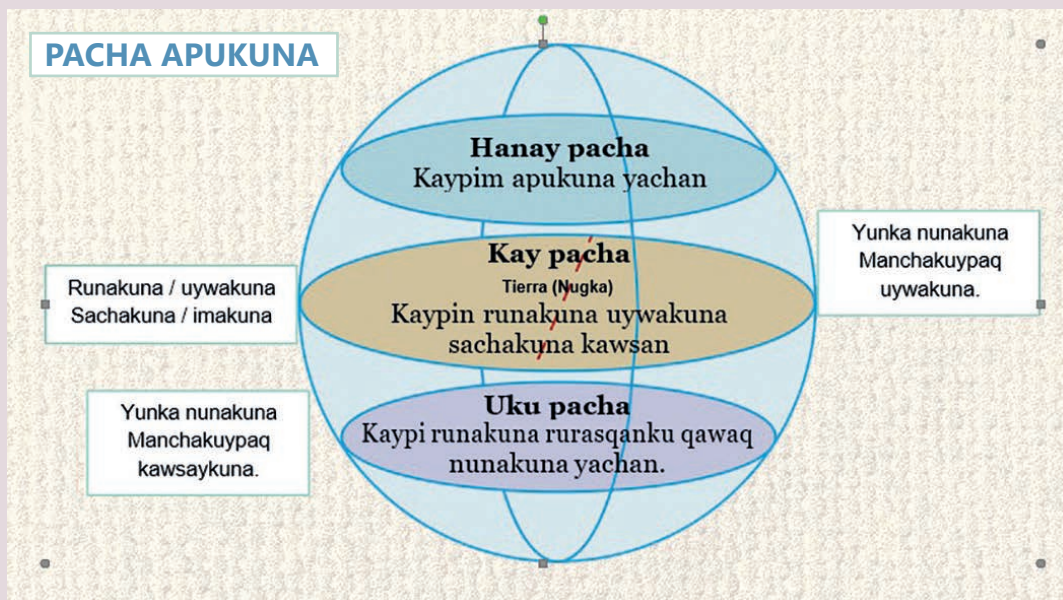 PACHA APUKUNA
Hanay pacha
Kaypim apukuna yachan
Kay pacha
Tierra (Nugka)
Kaypin runakuna uywakuna
sachakuna kawsan
Uku pacha
Kaypi runakuna rurasqanku qawaq
nunakuna yachan.
Runakuna / uywakuna
Sachakuna / imakuna
Yunka nunakuna
Manchakuypaq
kawsaykuna.
Yunka nunakuna
Manchakuypaq
uywakuna.